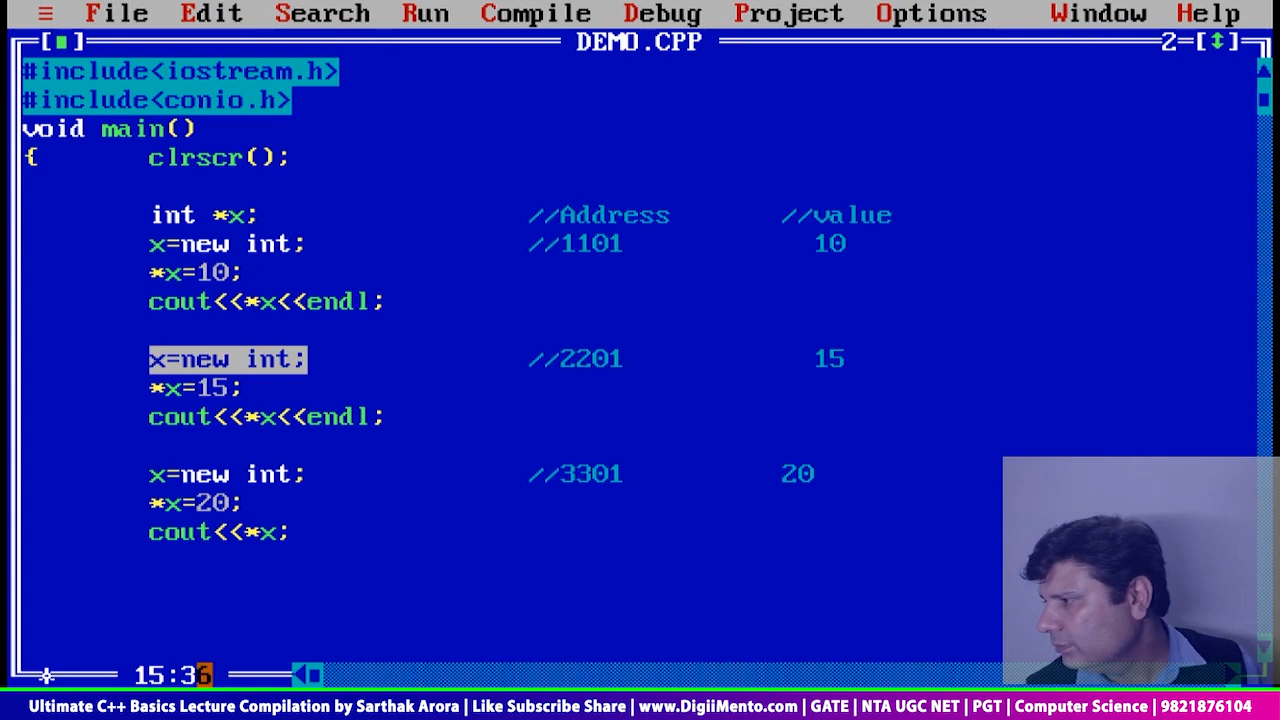 ≡ File Edit Search Run Compile Debug Project Options Window Help
[■] DEMO.CPP 2=[↕]
#include<iostream.h>
#include<conio.h>
void main()
{ clrscr();
int *x; //Address //value
x=new int; //1101 10
*x=10;
cout<<*x<<endl;
x=new int; //2201 15
*x=15;
cout<<*x<<endl;
x=new int; //3301 20
*x=20;
cout<<*x;
15:36
Ultimate C++ Basics Lecture Compilation by Sarthak Arora | Like Subscribe Share | www.DigiiMento.com | GATE | NTA UGC NET | PGT | Computer Science | 9821876104